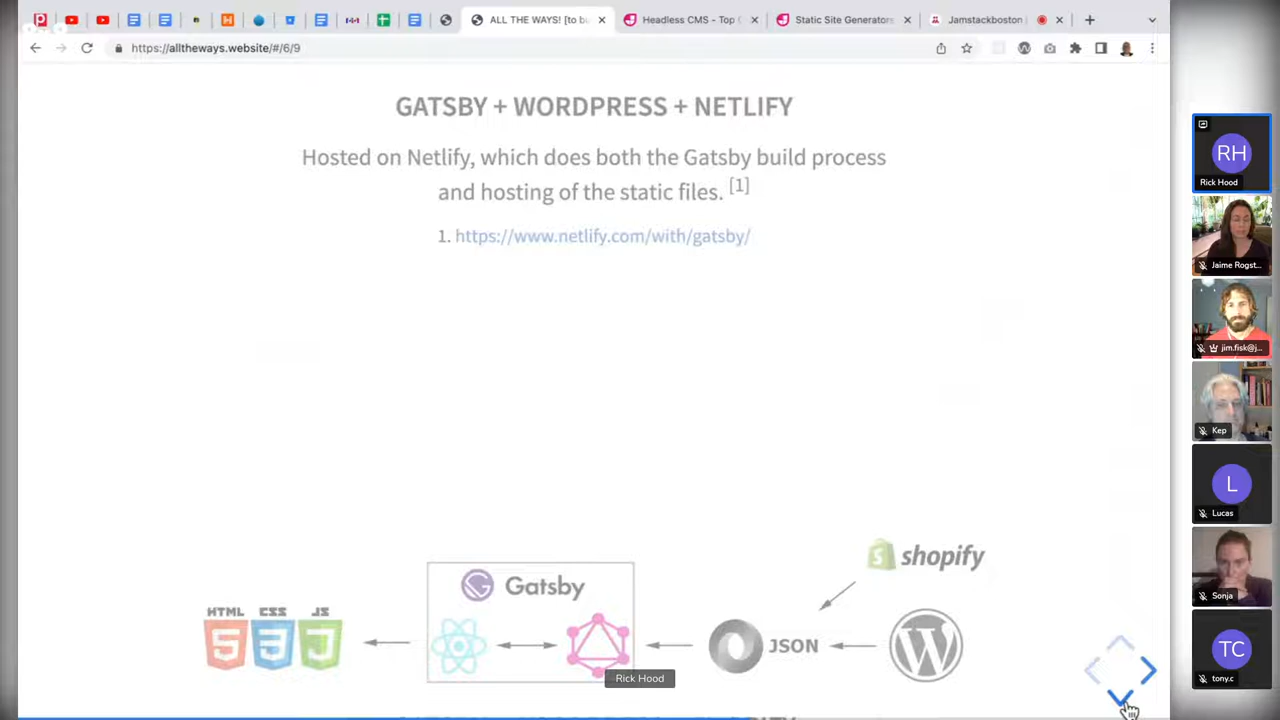 ALL THE WAYS! [to bu
Headless CMS - Top
Static Site Generators
Jamstackboston
https://alltheways.website/#/6/9
GATSBY + WORDPRESS + NETLIFY
Hosted on Netlify, which does both the Gatsby build process
and hosting of the static files. [1]
1. https://www.netlify.com/with/gatsby/
shopify
Gatsby
HTML CSS JS
JSON
Rick Hood
RH
Rick Hood
Jaime Rogst...
jim.fisk@j...
Kep
L
Lucas
Sonja
TC
tony.c